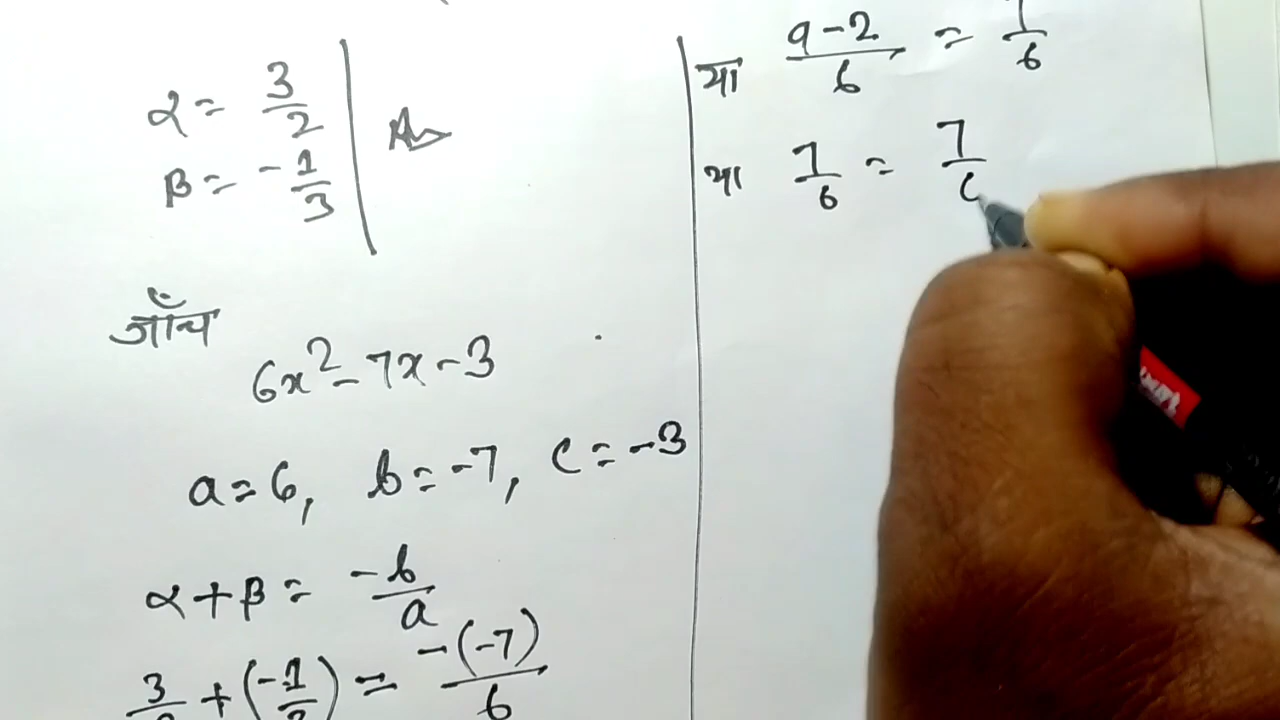 α = 3/2
β = -1/3
Ans
जाँच
6x² - 7x - 3
a = 6, b = -7, c = -3
α + β = -b/a
3/2 + (-1/3) = -(-7)/6
या 9-2/6 = 7/6
या 7/6 = 7/